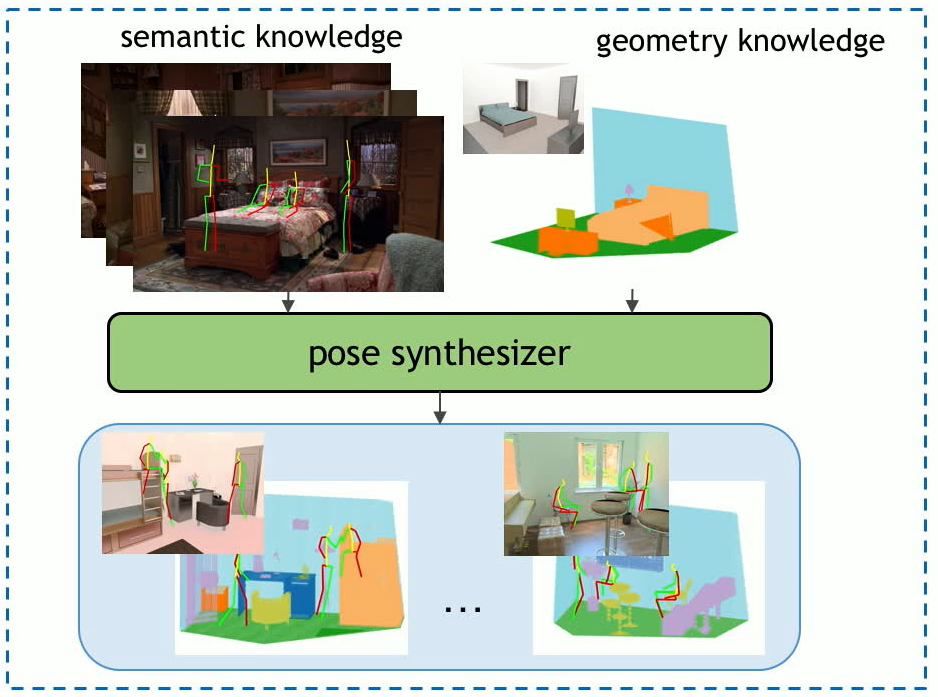 semantic knowledge
geometry knowledge
pose synthesizer
...